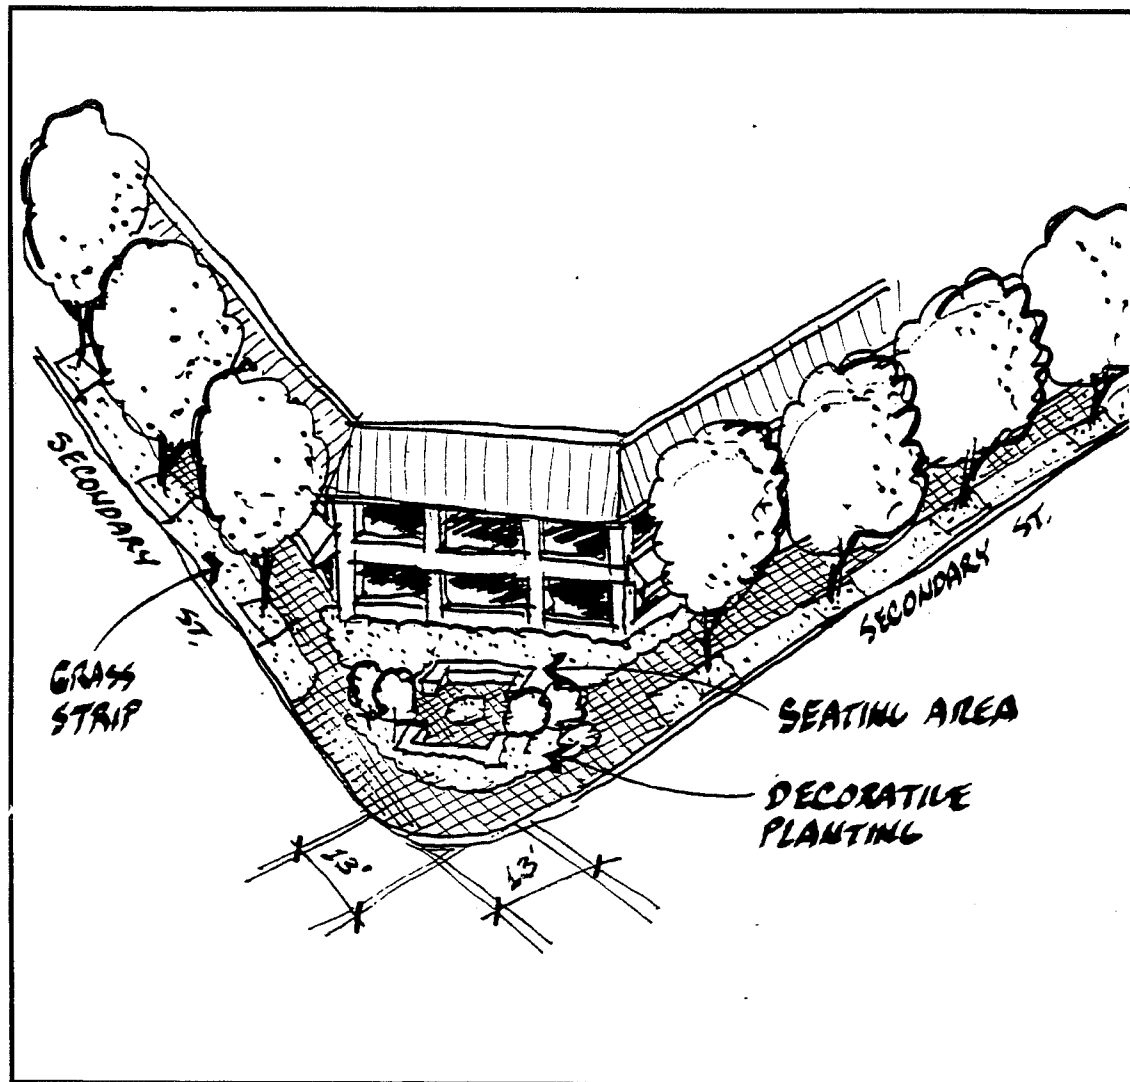 SECONDARY ST.
SECONDARY ST.
GRASS
STRIP
SEATING AREA
DECORATIVE
PLANTING
13'
13'